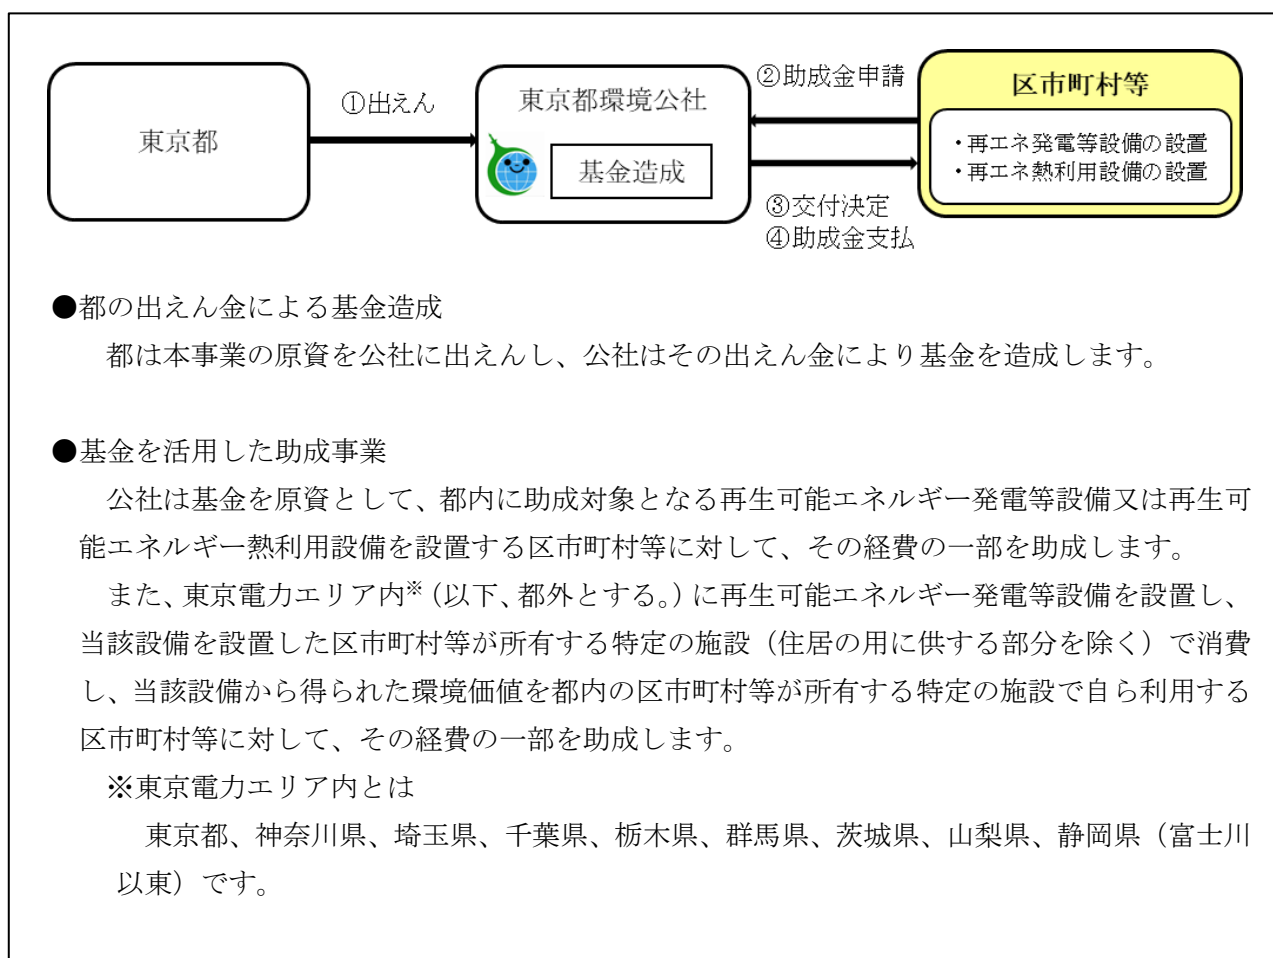 東京都
①出えん
東京都環境公社
基金造成
②助成金申請
③交付決定
④助成金支払
区市町村等
・再エネ発電等設備の設置
・再エネ熱利用設備の設置
●都の出えん金による基金造成
都は本事業の原資を公社に出えんし、公社はその出えん金により基金を造成します。
●基金を活用した助成事業
公社は基金を原資として、都内に助成対象となる再生可能エネルギー発電等設備又は再生可
能エネルギー熱利用設備を設置する区市町村等に対して、その経費の一部を助成します。
また、東京電力エリア内※(以下、都外とする。)に再生可能エネルギー発電等設備を設置し、
当該設備を設置した区市町村等が所有する特定の施設（住居の用に供する部分を除く）で消費
し、当該設備から得られた環境価値を都内の区市町村等が所有する特定の施設で自ら利用する
区市町村等に対して、その経費の一部を助成します。
※東京電力エリア内とは
東京都、神奈川県、埼玉県、千葉県、栃木県、群馬県、茨城県、山梨県、静岡県（富士川
以東）です。